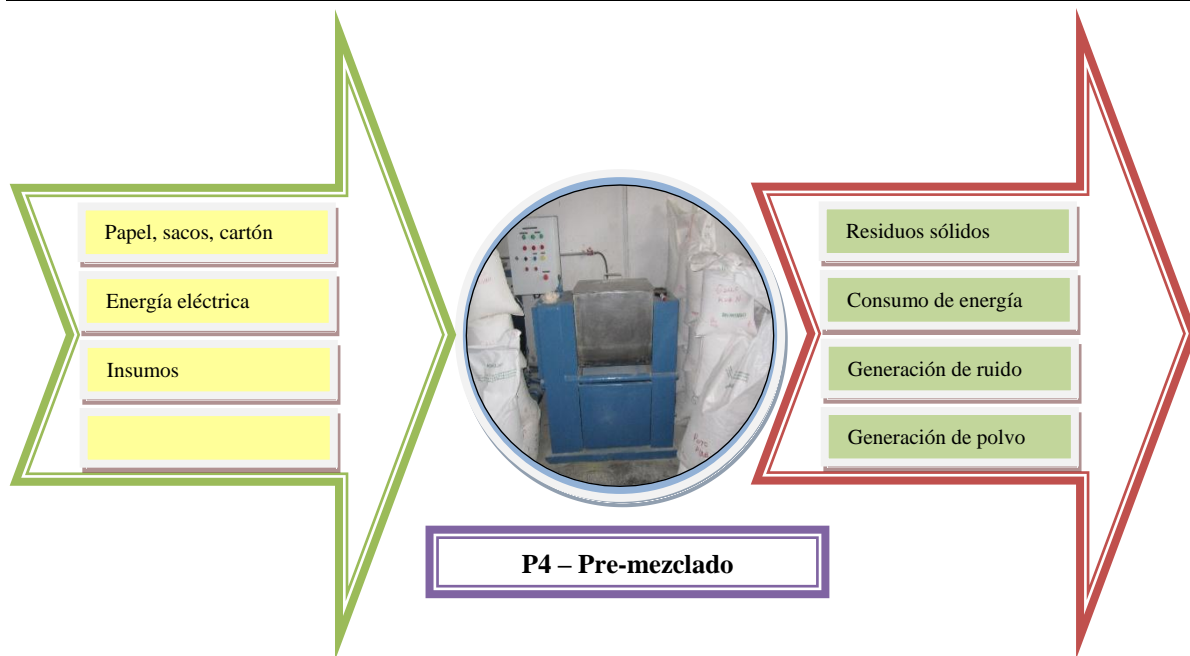 Papel, sacos, cartón
Energía eléctrica
Insumos
Residuos sólidos
Consumo de energía
Generación de ruido
Generación de polvo
P4 – Pre-mezclado